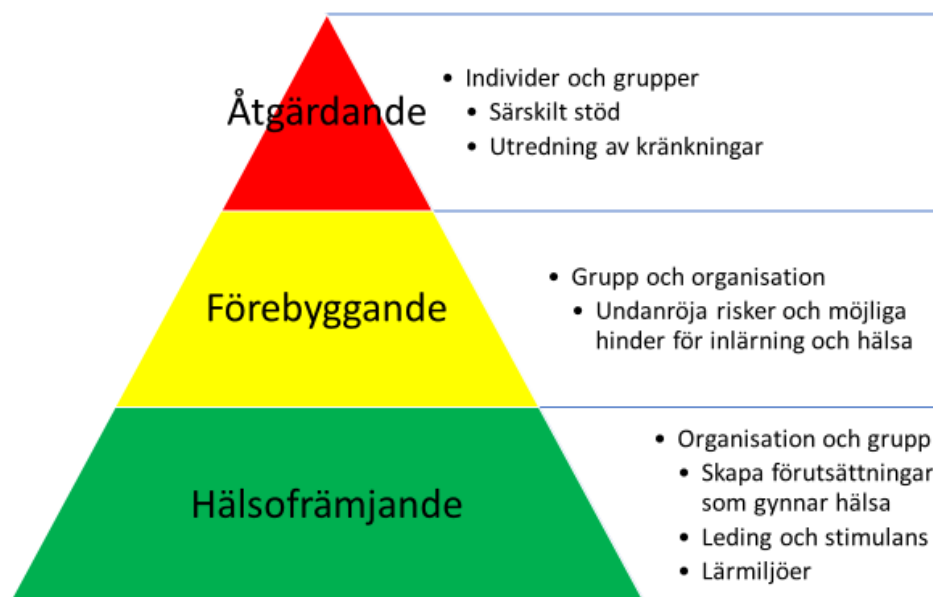 Åtgärdande
• Individer och grupper
• Särskilt stöd
• Utredning av kränkningar
Förebyggande
• Grupp och organisation
• Undanröja risker och möjliga
hinder för inlärning och hälsa
Hälsofrämjande
• Organisation och grupp
• Skapa förutsättningar
som gynnar hälsa
• Leding och stimulans
• Lärmiljöer